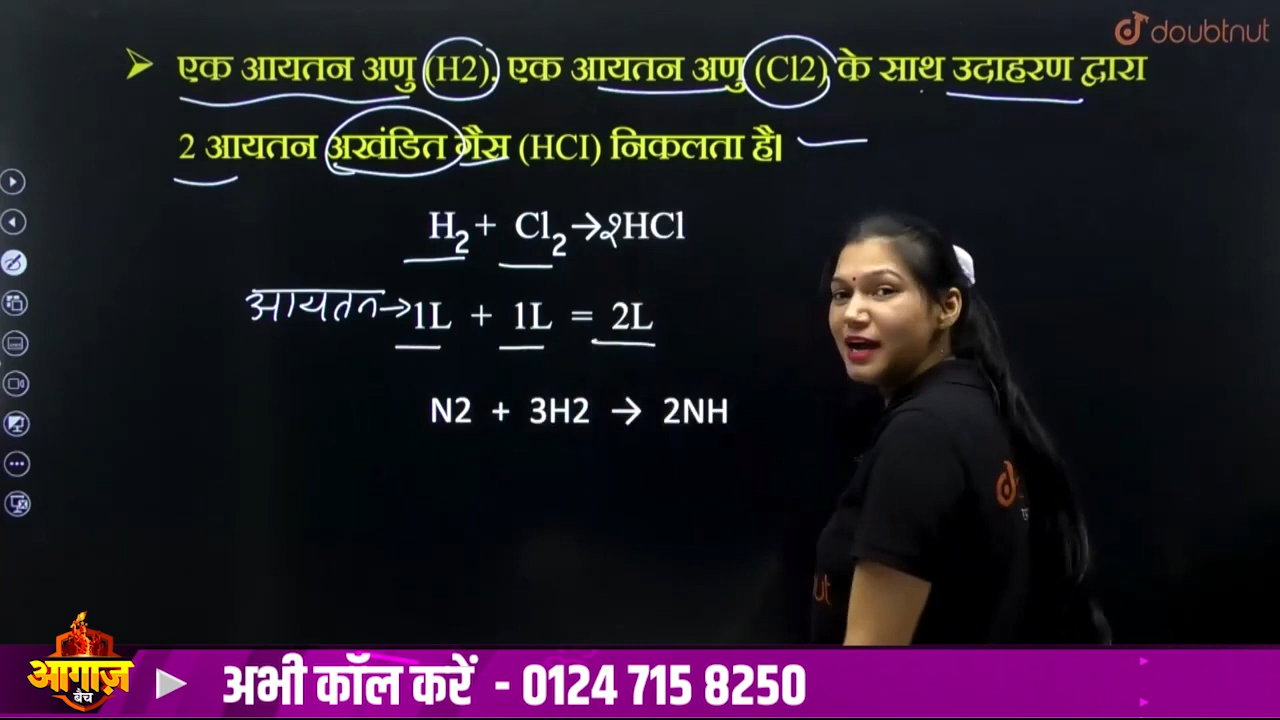 doubtnut
एक आयतन अणु (H2), एक आयतन अणु (Cl2) के साथ उदाहरण द्वारा
2 आयतन अखंडित गैस (HCl) निकलता है।
H2 + Cl2 → 2HCl
आयतन → 1L + 1L = 2L
N2 + 3H2 → 2NH
आगाज़
बैच
अभी कॉल करें - 0124 715 8250